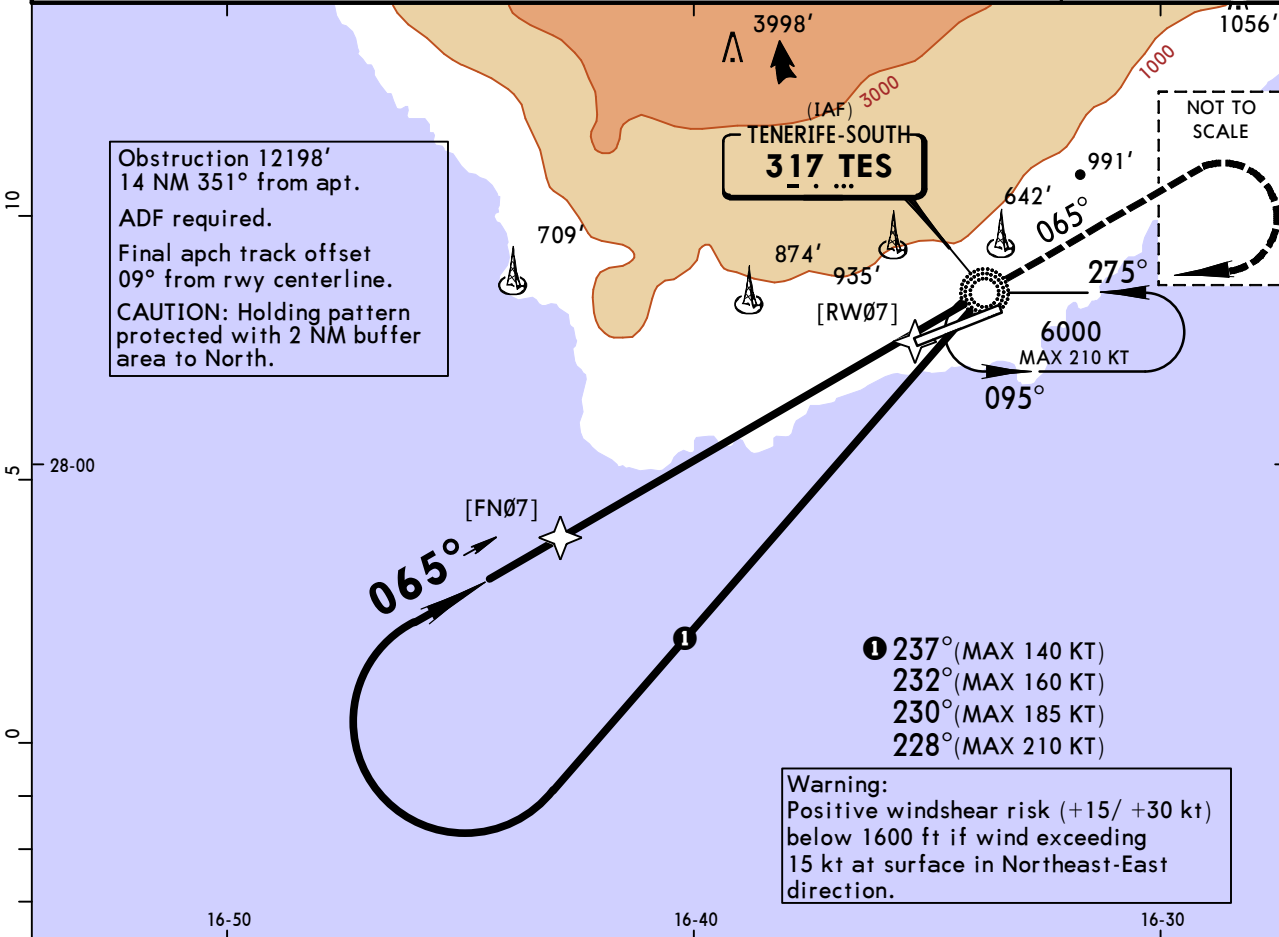 3998'
1056'
1000
3000
(IAF)
TENERIFE-SOUTH
317 TES
NOT TO
SCALE
Obstruction 12198'
14 NM 351° from apt.
ADF required.
Final apch track offset
09° from rwy centerline.
CAUTION: Holding pattern
protected with 2 NM buffer
area to North.
991'
642'
065°
10
709'
874'
935'
275°
[RWØ7]
6000
MAX 210 KT
095°
5
28-00
[FNØ7]
065°
1
1 237° (MAX 140 KT)
232° (MAX 160 KT)
230° (MAX 185 KT)
228° (MAX 210 KT)
0
Warning:
Positive windshear risk (+15/ +30 kt)
below 1600 ft if wind exceeding
15 kt at surface in Northeast-East
direction.
16-50
16-40
16-30